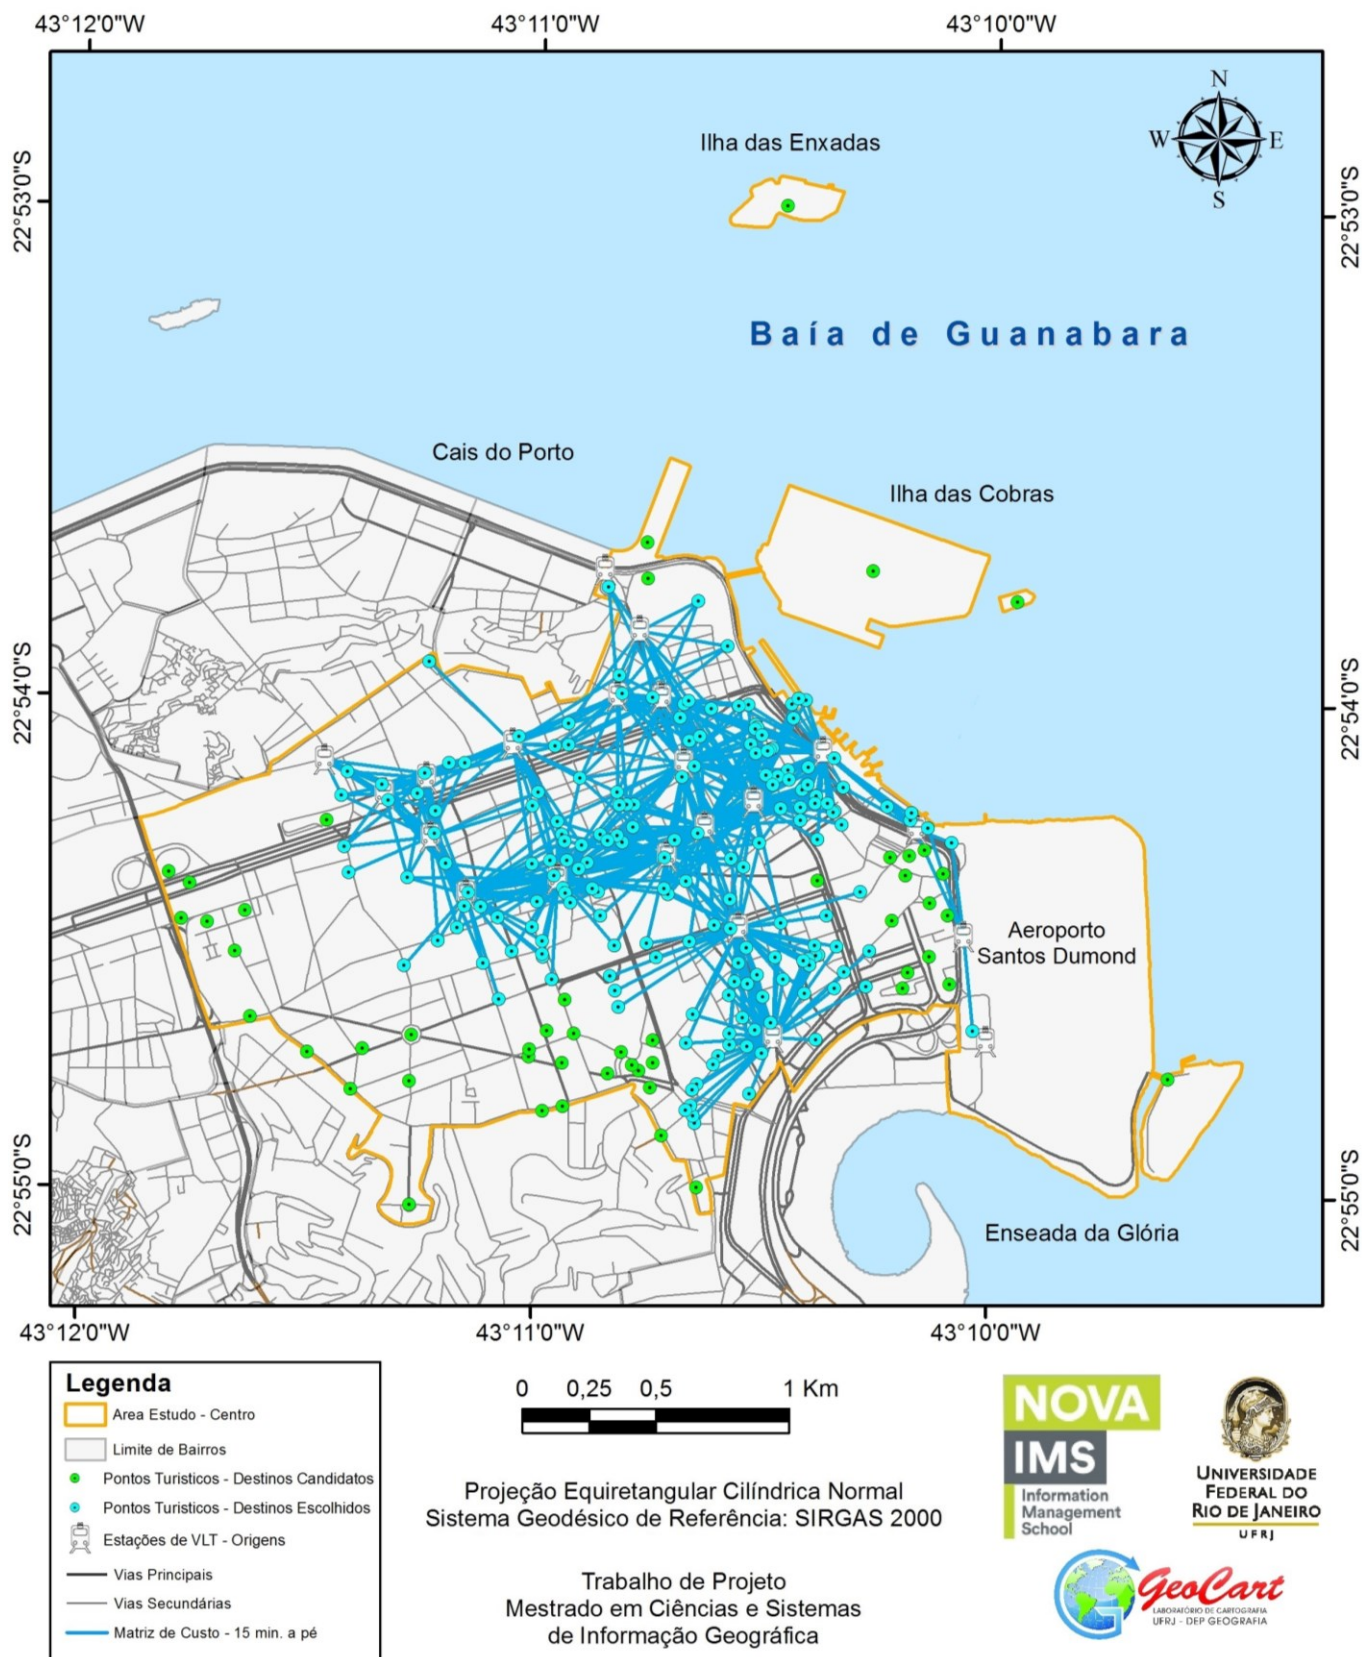 43°12'0"W
43°11'0"W
43°10'0"W
N
W
E
S
Ilha das Enxadas
22°53'0"S
22°53'0"S
Baía de Guanabara
Cais do Porto
Ilha das Cobras
22°54'0"S
22°54'0"S
Aeroporto
Santos Dumond
22°55'0"S
22°55'0"S
Enseada da Glória
43°12'0"W
43°11'0"W
43°10'0"W
Legenda
Area Estudo - Centro
Limite de Bairros
Pontos Turisticos - Destinos Candidatos
Pontos Turisticos - Destinos Escolhidos
Estações de VLT - Origens
Vias Principais
Vias Secundárias
Matriz de Custo - 15 min. a pé
0 0,25 0,5 1 Km
Projeção Equiretangular Cilíndrica Normal
Sistema Geodésico de Referência: SIRGAS 2000
Trabalho de Projeto
Mestrado em Ciências e Sistemas
de Informação Geográfica
NOVA
IMS
Information
Management
School
UNIVERSIDADE
FEDERAL DO
RIO DE JANEIRO
UFRJ
GeoCart
LABORATÓRIO DE CARTOGRAFIA
UFRJ - DEP GEOGRAFIA